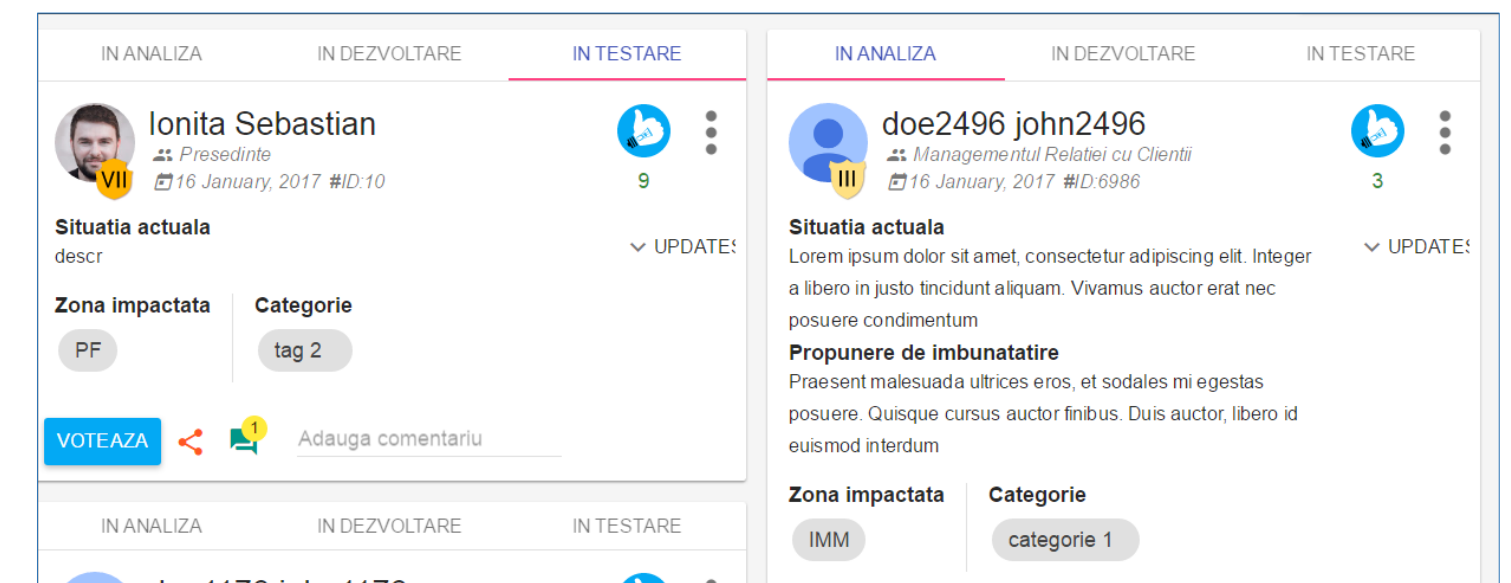 IN ANALIZA IN DEZVOLTARE IN TESTARE
Ionita Sebastian
Presedinte
16 January, 2017 #ID:10
VII
9
Situatia actuala
descr
UPDATES
Zona impactata Categorie
PF tag 2
VOTEAZA 1 Adauga comentariu
IN ANALIZA IN DEZVOLTARE IN TESTARE
IN ANALIZA IN DEZVOLTARE IN TESTARE
doe2496 john2496
Managementul Relatiei cu Clientii
16 January, 2017 #ID:6986
III
3
Situatia actuala
Lorem ipsum dolor sit amet, consectetur adipiscing elit. Integer
a libero in justo tincidunt aliquam. Vivamus auctor erat nec
posuere condimentum
UPDATES
Propunere de imbunatatire
Praesent malesuada ultrices eros, et sodales mi egestas
posuere. Quisque cursus auctor finibus. Duis auctor, libero id
euismod interdum
Zona impactata Categorie
IMM categorie 1